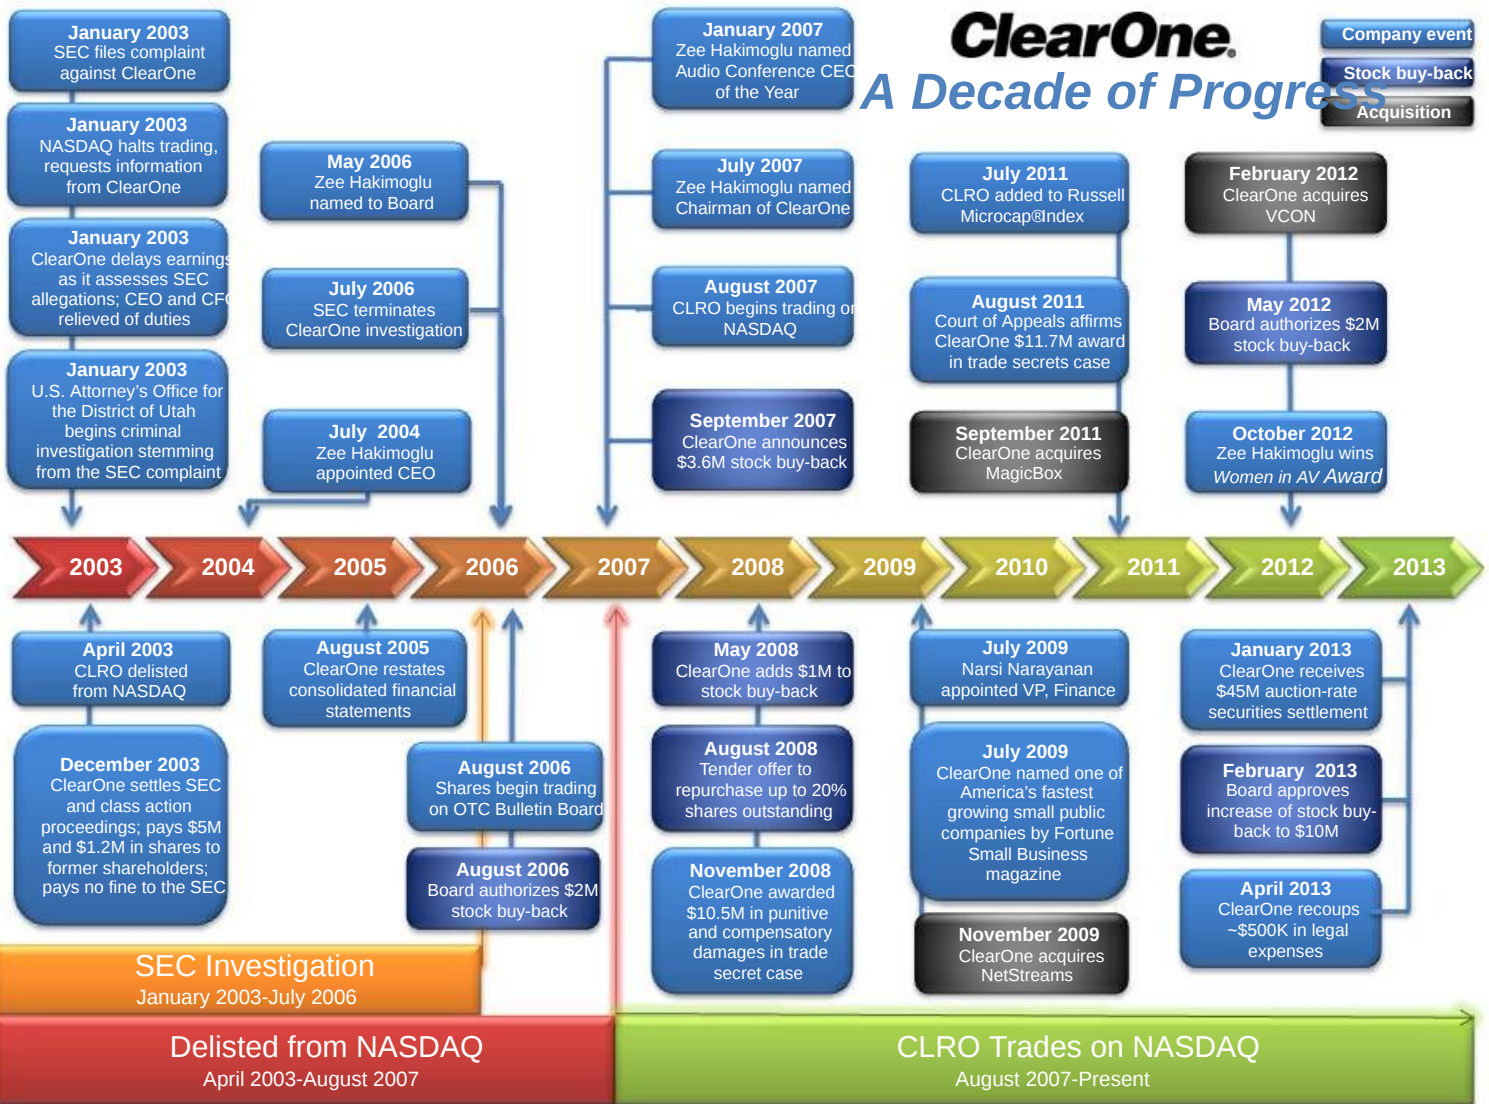 ClearOne
A Decade of Progress
Company event
Stock buy-back
Acquisition
January 2003
SEC files complaint
against ClearOne
January 2003
NASDAQ halts trading,
requests information
from ClearOne
January 2003
ClearOne delays earnings
as it assesses SEC
allegations; CEO and CFO
relieved of duties
January 2003
U.S. Attorney’s Office for
the District of Utah
begins criminal
investigation stemming
from the SEC complaint
May 2006
Zee Hakimoglu
named to Board
July 2006
SEC terminates
ClearOne investigation
July 2004
Zee Hakimoglu
appointed CEO
January 2007
Zee Hakimoglu named
Audio Conference CEO
of the Year
July 2007
Zee Hakimoglu named
Chairman of ClearOne
August 2007
CLRO begins trading on
NASDAQ
September 2007
ClearOne announces
$3.6M stock buy-back
July 2011
CLRO added to Russell
Microcap®Index
August 2011
Court of Appeals affirms
ClearOne $11.7M award
in trade secrets case
September 2011
ClearOne acquires
MagicBox
February 2012
ClearOne acquires
VCON
May 2012
Board authorizes $2M
stock buy-back
October 2012
Zee Hakimoglu wins
Women in AV Award
2003
2004
2005
2006
2007
2008
2009
2010
2011
2012
2013
April 2003
CLRO delisted
from NASDAQ
December 2003
ClearOne settles SEC
and class action
proceedings; pays $5M
and $1.2M in shares to
former shareholders;
pays no fine to the SEC
August 2005
ClearOne restates
consolidated financial
statements
August 2006
Shares begin trading
on OTC Bulletin Board
August 2006
Board authorizes $2M
stock buy-back
May 2008
ClearOne adds $1M to
stock buy-back
August 2008
Tender offer to
repurchase up to 20%
shares outstanding
November 2008
ClearOne awarded
$10.5M in punitive
and compensatory
damages in trade
secret case
July 2009
Narsi Narayanan
appointed VP, Finance
July 2009
ClearOne named one of
America’s fastest
growing small public
companies by Fortune
Small Business
magazine
November 2009
ClearOne acquires
NetStreams
January 2013
ClearOne receives
$45M auction-rate
securities settlement
February 2013
Board approves
increase of stock buy-
back to $10M
April 2013
ClearOne recoups
~$500K in legal
expenses
SEC Investigation
January 2003-July 2006
Delisted from NASDAQ
April 2003-August 2007
CLRO Trades on NASDAQ
August 2007-Present